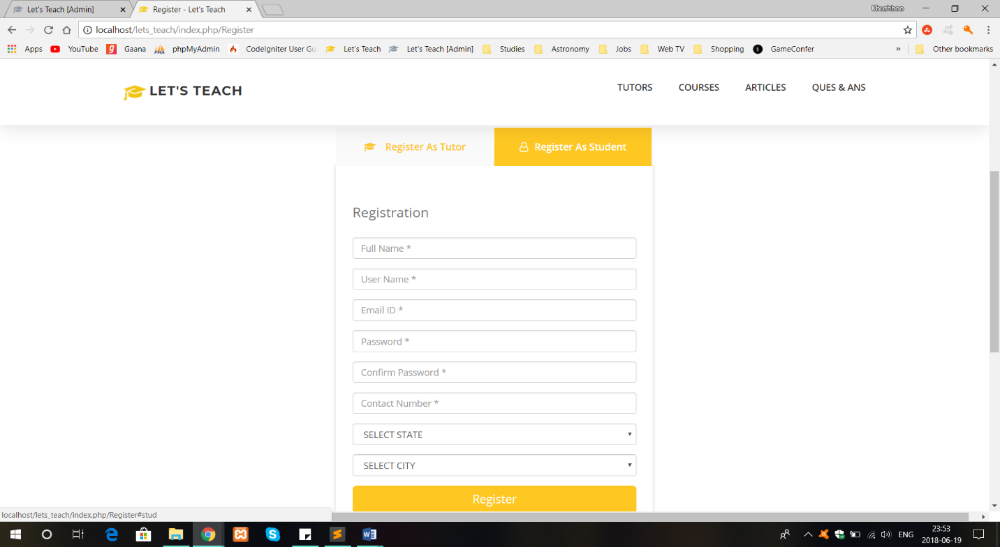 Let's Teach [Admin] Register - Let's Teach Khushboo
localhost/lets_teach/index.php/Register
Apps YouTube Gaana phpMyAdmin CodeIgniter User Gu Let's Teach Let's Teach [Admin] Studies Astronomy Jobs Web TV Shopping GameConfer » Other bookmarks
LET'S TEACH TUTORS COURSES ARTICLES QUES & ANS
Register As Tutor Register As Student
Registration
Full Name *
User Name *
Email ID *
Password *
Confirm Password *
Contact Number *
SELECT STATE
SELECT CITY
Register
localhost/lets_teach/index.php/Register#stud
ENG 23:53
2018-06-19